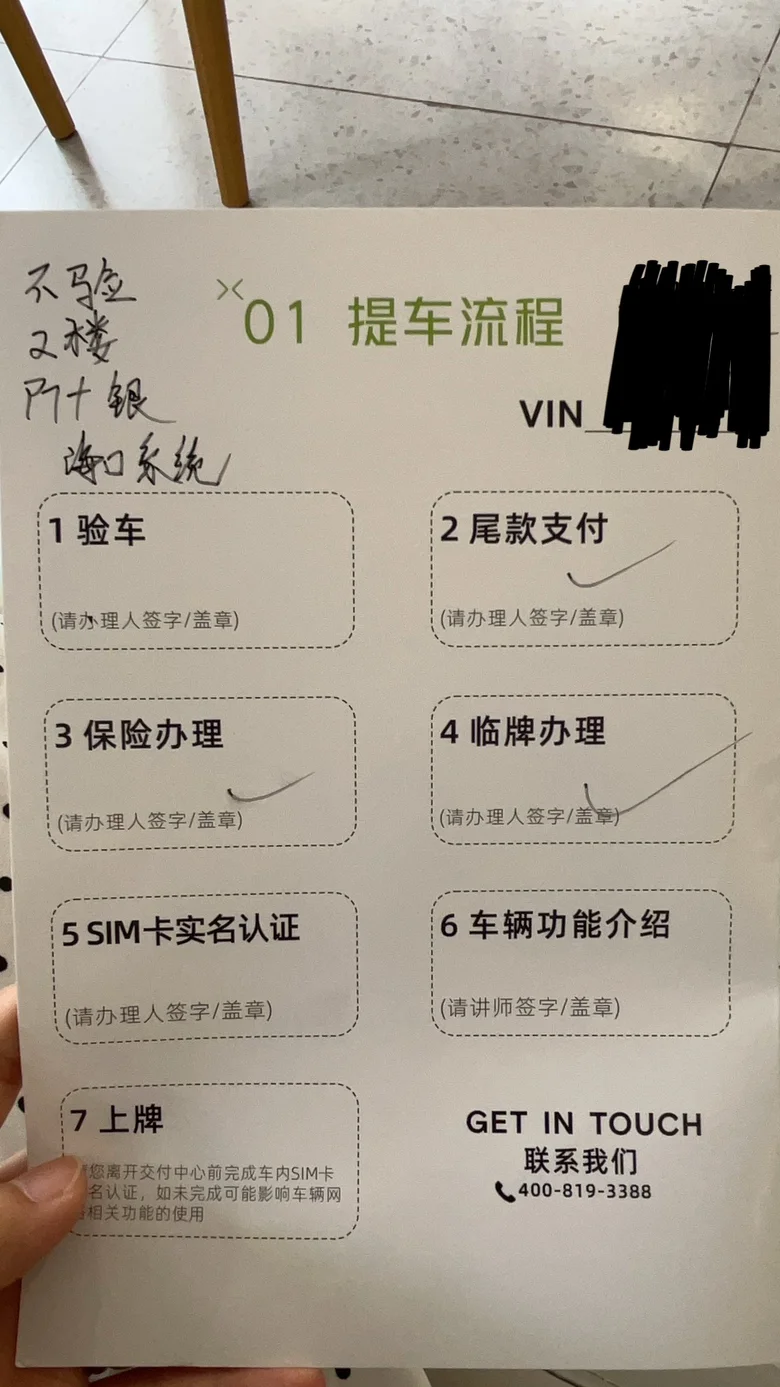 不验
2楼
门十银
海口系统
01 提车流程
VIN
1 验车
(请办理人签字/盖章)
2 尾款支付
(请办理人签字/盖章)
3 保险办理
(请办理人签字/盖章)
4 临牌办理
(请办理人签字/盖章)
5 SIM卡实名认证
(请办理人签字/盖章)
6 车辆功能介绍
(请讲师签字/盖章)
7 上牌
您离开交付中心前完成车内SIM卡
名认证，如未完成可能影响车辆网
相关功能的使用
GET IN TOUCH
联系我们
400-819-3388